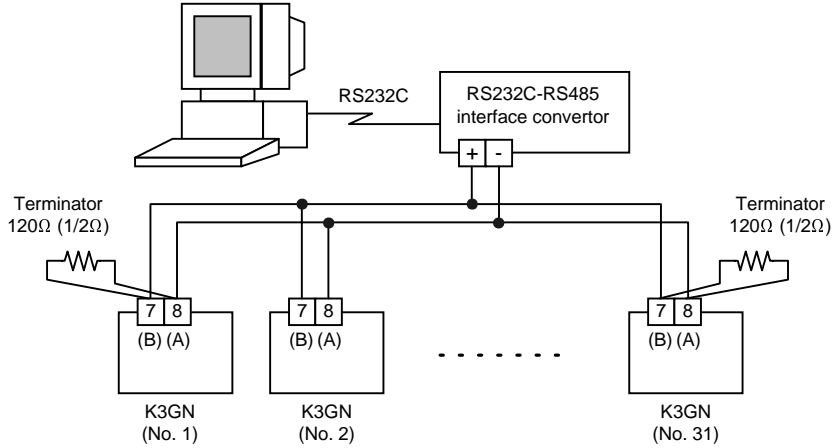 RS232C
RS232C-RS485
interface convertor
+ -
Terminator
120Ω (1/2Ω)
Terminator
120Ω (1/2Ω)
7 8
(B) (A)
K3GN
(No. 1)
7 8
(B) (A)
K3GN
(No. 2)
7 8
(B) (A)
K3GN
(No. 31)